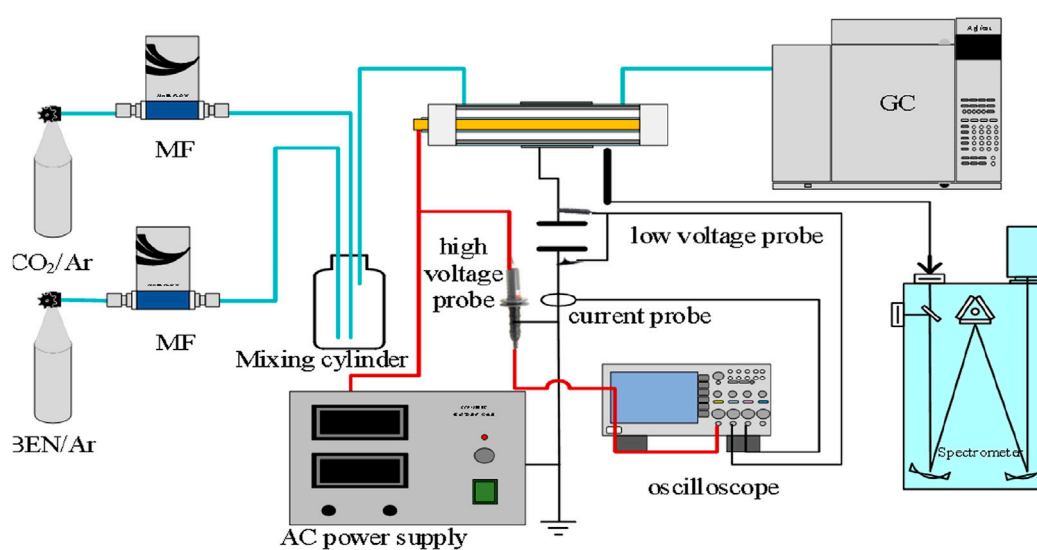 Agilent
GC
MF
CO₂/Ar
high
voltage
probe
low voltage probe
current probe
MF
Mixing cylinder
BEN/Ar
Spectrometer
oscilloscope
AC power supply